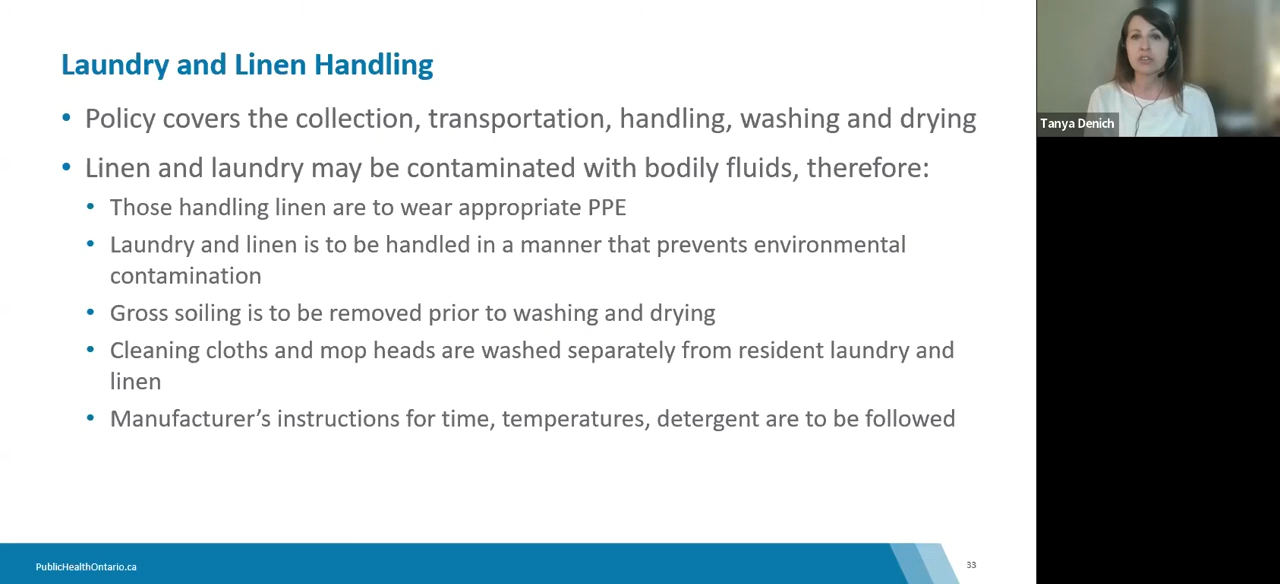 Laundry and Linen Handling
• Policy covers the collection, transportation, handling, washing and drying
• Linen and laundry may be contaminated with bodily fluids, therefore:
• Those handling linen are to wear appropriate PPE
• Laundry and linen is to be handled in a manner that prevents environmental
contamination
• Gross soiling is to be removed prior to washing and drying
• Cleaning cloths and mop heads are washed separately from resident laundry and
linen
• Manufacturer’s instructions for time, temperatures, detergent are to be followed
PublicHealthOntario.ca
33
Tanya Denich